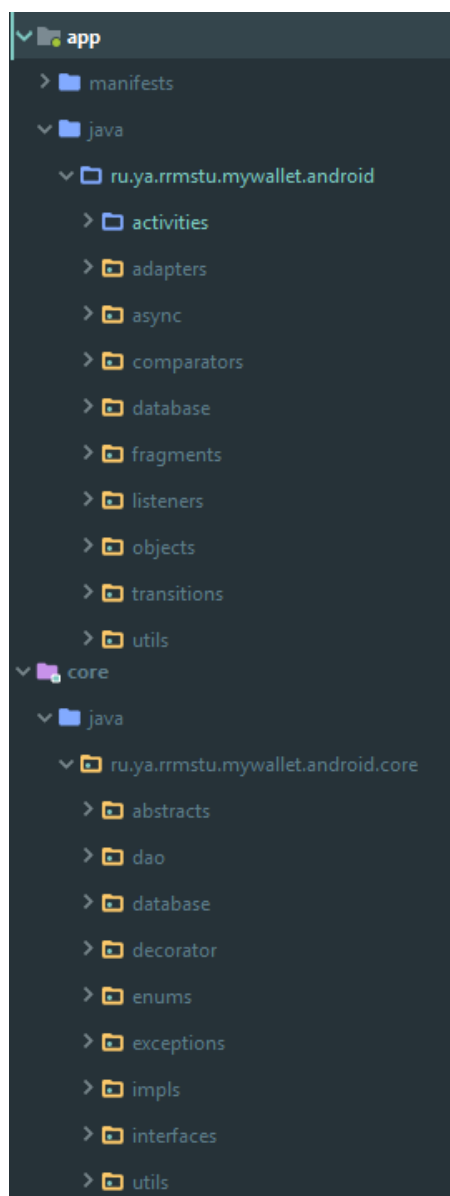 app
manifests
java
ru.ya.rrmstu.mywallet.android
activities
adapters
async
comparators
database
fragments
listeners
objects
transitions
utils
core
java
ru.ya.rrmstu.mywallet.android.core
abstracts
dao
database
decorator
enums
exceptions
impls
interfaces
utils